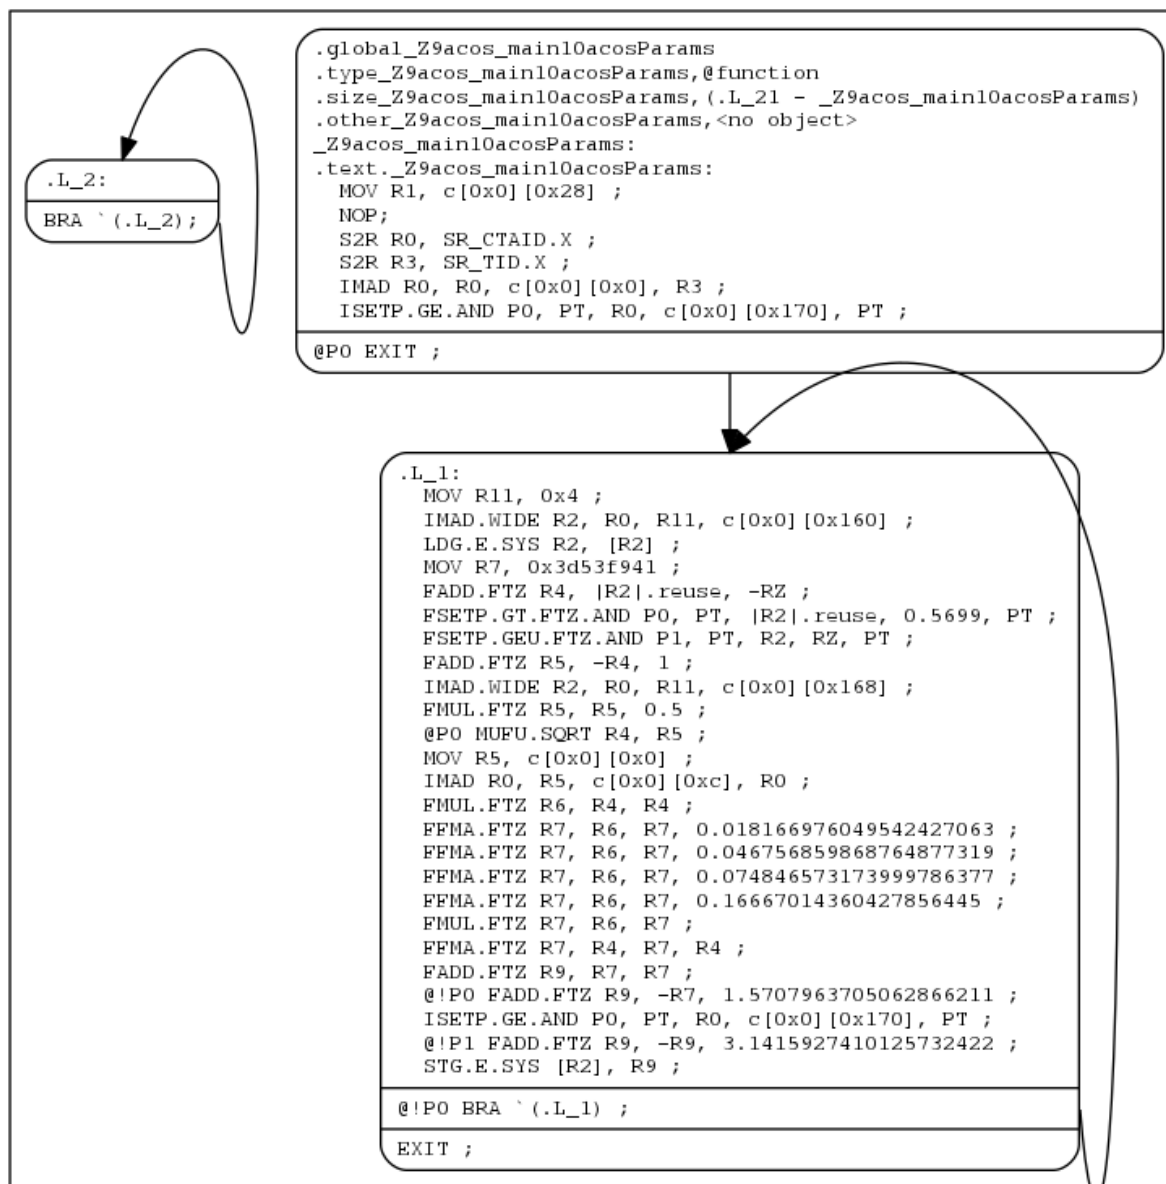 .L_2:
BRA `(.L_2);
.global_Z9acos_main10acosParams
.type_Z9acos_main10acosParams,@function
.size_Z9acos_main10acosParams,(.L_21 - _Z9acos_main10acosParams)
.other_Z9acos_main10acosParams,<no object>
_Z9acos_main10acosParams:
.text._Z9acos_main10acosParams:
MOV R1, c[0x0][0x28] ;
NOP;
S2R R0, SR_CTAID.X ;
S2R R3, SR_TID.X ;
IMAD R0, R0, c[0x0][0x0], R3 ;
ISETP.GE.AND P0, PT, R0, c[0x0][0x170], PT ;
@P0 EXIT ;
.L_1:
MOV R11, 0x4 ;
IMAD.WIDE R2, R0, R11, c[0x0][0x160] ;
LDG.E.SYS R2, [R2] ;
MOV R7, 0x3d53f941 ;
FADD.FTZ R4, |R2|.reuse, -RZ ;
FSETP.GT.FTZ.AND P0, PT, |R2|.reuse, 0.5699, PT ;
FSETP.GEU.FTZ.AND P1, PT, R2, RZ, PT ;
FADD.FTZ R5, -R4, 1 ;
IMAD.WIDE R2, R0, R11, c[0x0][0x168] ;
FMUL.FTZ R5, R5, 0.5 ;
@P0 MUFU.SQRT R4, R5 ;
MOV R5, c[0x0][0x0] ;
IMAD R0, R5, c[0x0][0xc], R0 ;
FMUL.FTZ R6, R4, R4 ;
FFMA.FTZ R7, R6, R7, 0.018166976049542427063 ;
FFMA.FTZ R7, R6, R7, 0.046756859868764877319 ;
FFMA.FTZ R7, R6, R7, 0.074846573173999786377 ;
FFMA.FTZ R7, R6, R7, 0.16667014360427856445 ;
FMUL.FTZ R7, R6, R7 ;
FFMA.FTZ R7, R4, R7, R4 ;
FADD.FTZ R9, R7, R7 ;
@!P0 FADD.FTZ R9, -R7, 1.5707963705062866211 ;
ISETP.GE.AND P0, PT, R0, c[0x0][0x170], PT ;
@!P1 FADD.FTZ R9, -R9, 3.1415927410125732422 ;
STG.E.SYS [R2], R9 ;
@!P0 BRA `(.L_1) ;
EXIT ;